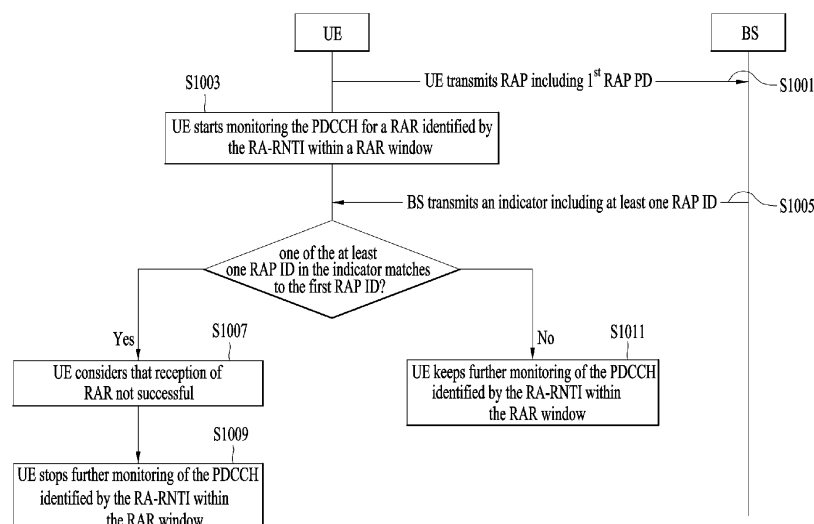 UE
BS
S1003
UE transmits RAP including 1st RAP PD
S1001
UE starts monitoring the PDCCH for a RAR identified by
the RA-RNTI within a RAR window
BS transmits an indicator including at least one RAP ID
S1005
one of the at least
one RAP ID in the indicator matches
to the first RAP ID?
Yes
S1007
No
S1011
UE considers that reception of
RAR not successful
UE keeps further monitoring of the PDCCH
identified by the RA-RNTI within
the RAR window
S1009
UE stops further monitoring of the PDCCH
identified by the RA-RNTI within
the RAR window